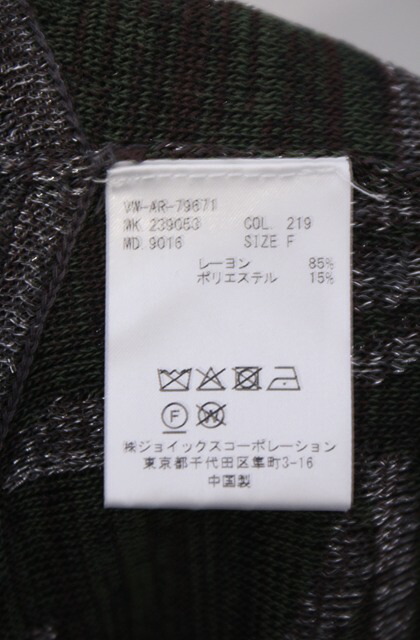 VW-AR-79671
MK 239053 COL. 219
MD 9016 SIZE F
レーヨン 85%
ポリエステル 15%
F
W
㈱ジョイックスコーポレーション
東京都千代田区隼町3-16
中国製